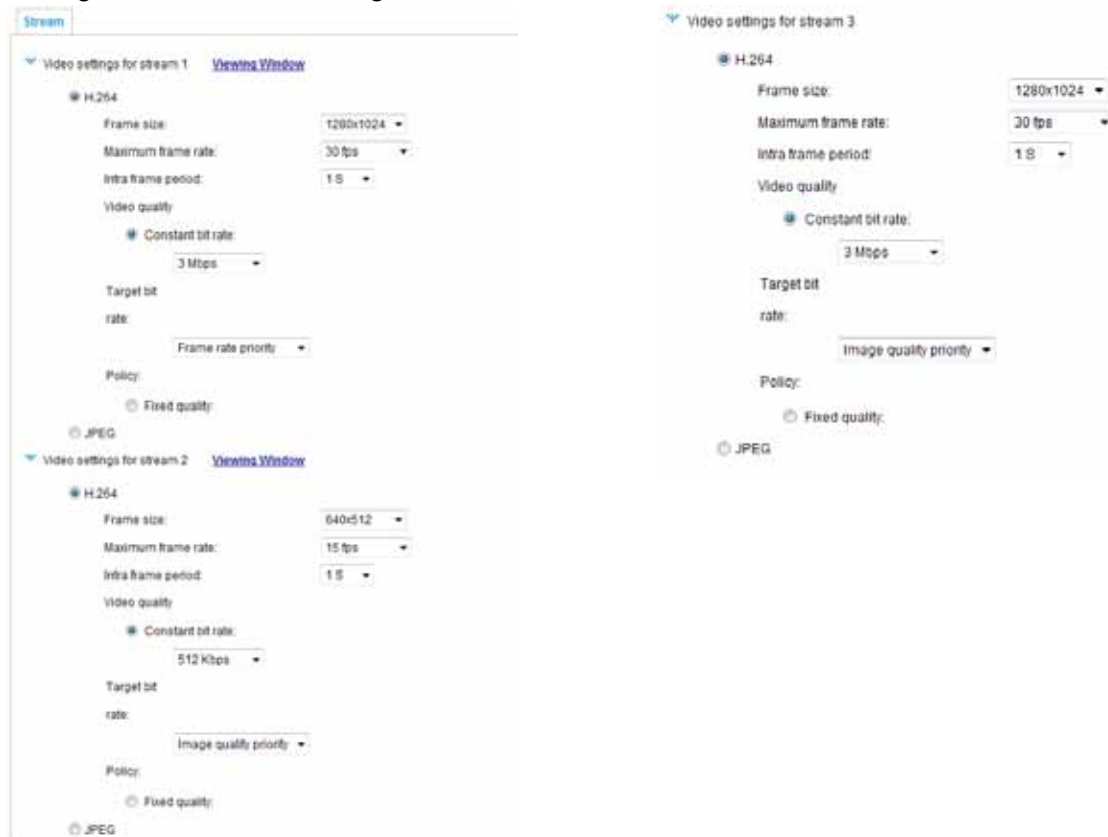 Stream
Video settings for stream 1 Viewing Window
H.264
Frame size: 1280x1024
Maximum frame rate: 30 fps
Intra frame period: 1 S
Video quality
Constant bit rate:
3 Mbps
Target bit
rate:
Frame rate priority
Policy:
Fixed quality:
JPEG
Video settings for stream 2 Viewing Window
H.264
Frame size: 640x512
Maximum frame rate: 15 fps
Intra frame period: 1 S
Video quality
Constant bit rate:
512 Kbps
Target bit
rate:
Image quality priority
Policy:
Fixed quality:
JPEG
Video settings for stream 3
H.264
Frame size: 1280x1024
Maximum frame rate: 30 fps
Intra frame period: 1 S
Video quality
Constant bit rate:
3 Mbps
Target bit
rate:
Image quality priority
Policy:
Fixed quality:
JPEG